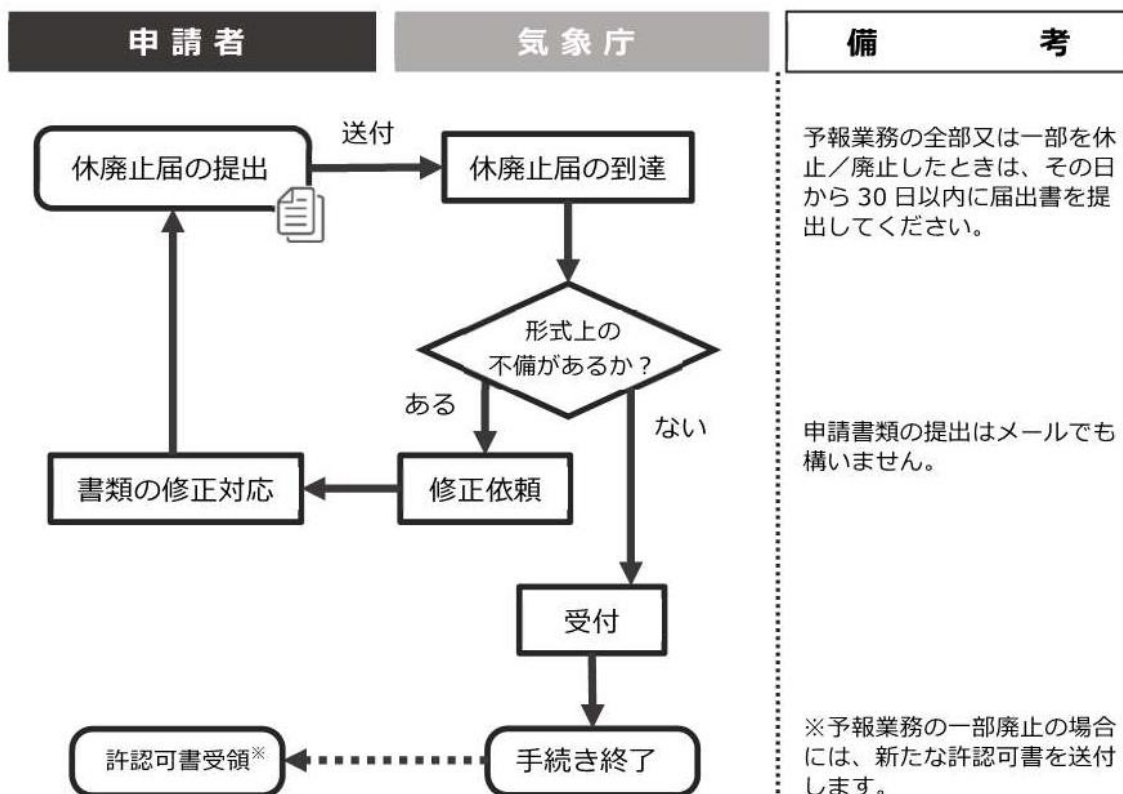 申請者
気象庁
備考
送付
休廃止届の提出
休廃止届の到達
予報業務の全部又は一部を休
止／廃止したときは、その日
から 30 日以内に届出書を提
出してください。
形式上の
不備があるか？
ある
ない
申請書類の提出はメールでも
構いません。
書類の修正対応
修正依頼
受付
許認可書受領※
手続き終了
※予報業務の一部廃止の場合
には、新たな許認可書を送付
します。